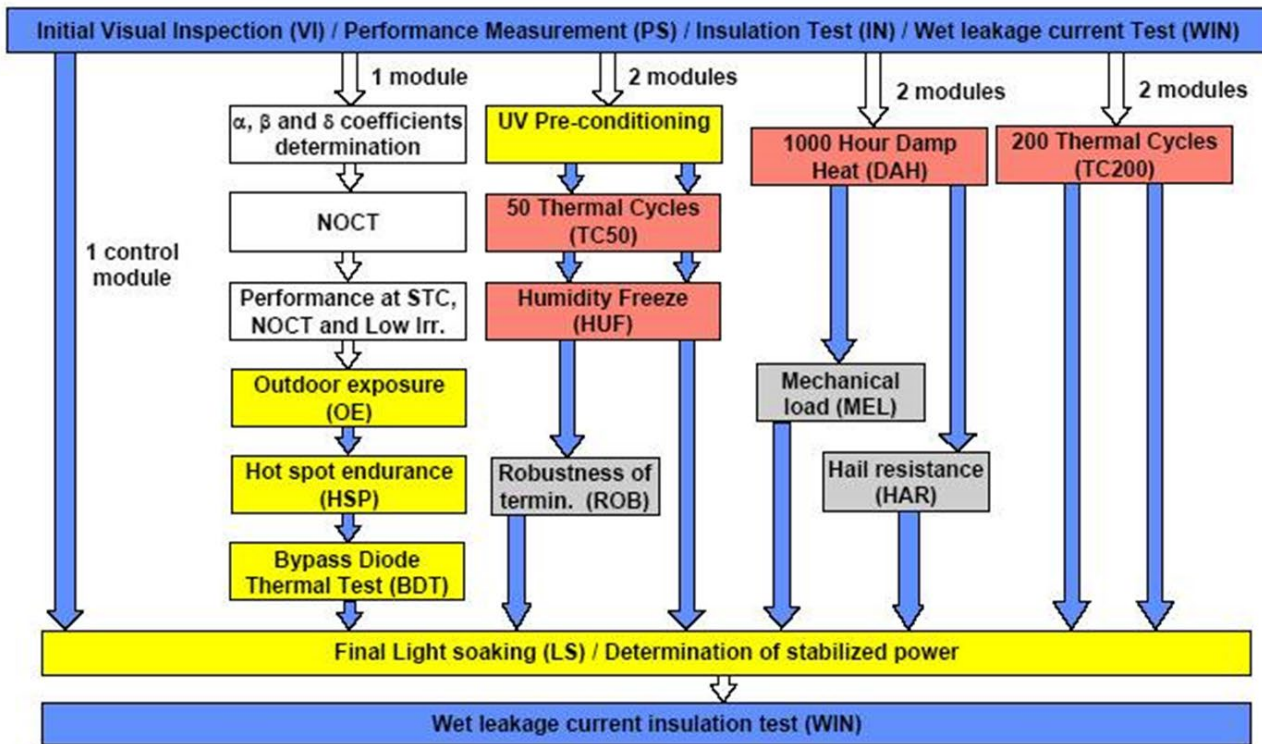 Initial Visual Inspection (VI) / Performance Measurement (PS) / Insulation Test (IN) / Wet leakage current Test (WIN)
1 control
module
1 module
α, β and δ coefficients
determination
NOCT
Performance at STC,
NOCT and Low Irr.
Outdoor exposure
(OE)
Hot spot endurance
(HSP)
Bypass Diode
Thermal Test (BDT)
2 modules
UV Pre-conditioning
50 Thermal Cycles
(TC50)
Humidity Freeze
(HUF)
Robustness of
termin. (ROB)
2 modules
1000 Hour Damp
Heat (DAH)
Mechanical
load (MEL)
Hail resistance
(HAR)
2 modules
200 Thermal Cycles
(TC200)
Final Light soaking (LS) / Determination of stabilized power
Wet leakage current insulation test (WIN)